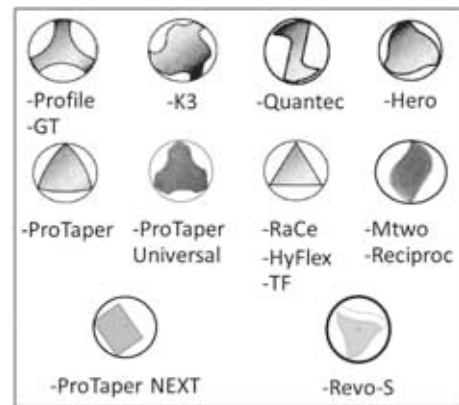 -Profile
-GT
-K3
-Quantec
-Hero
-ProTaper
-ProTaper
Universal
-RaCe
-HyFlex
-TF
-Mtwo
-Reciproc
-ProTaper NEXT
-Revo-S